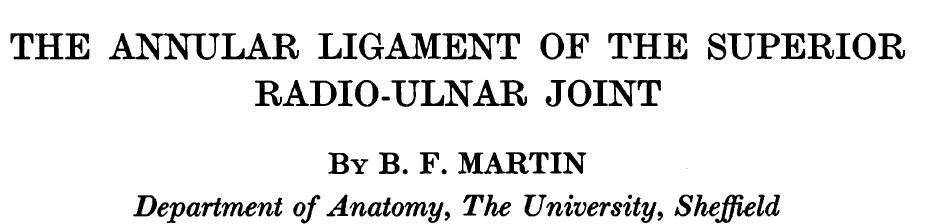 THE ANNULAR LIGAMENT OF THE SUPERIOR
RADIO-ULNAR JOINT
By B. F. MARTIN
Department of Anatomy, The University, Sheffield